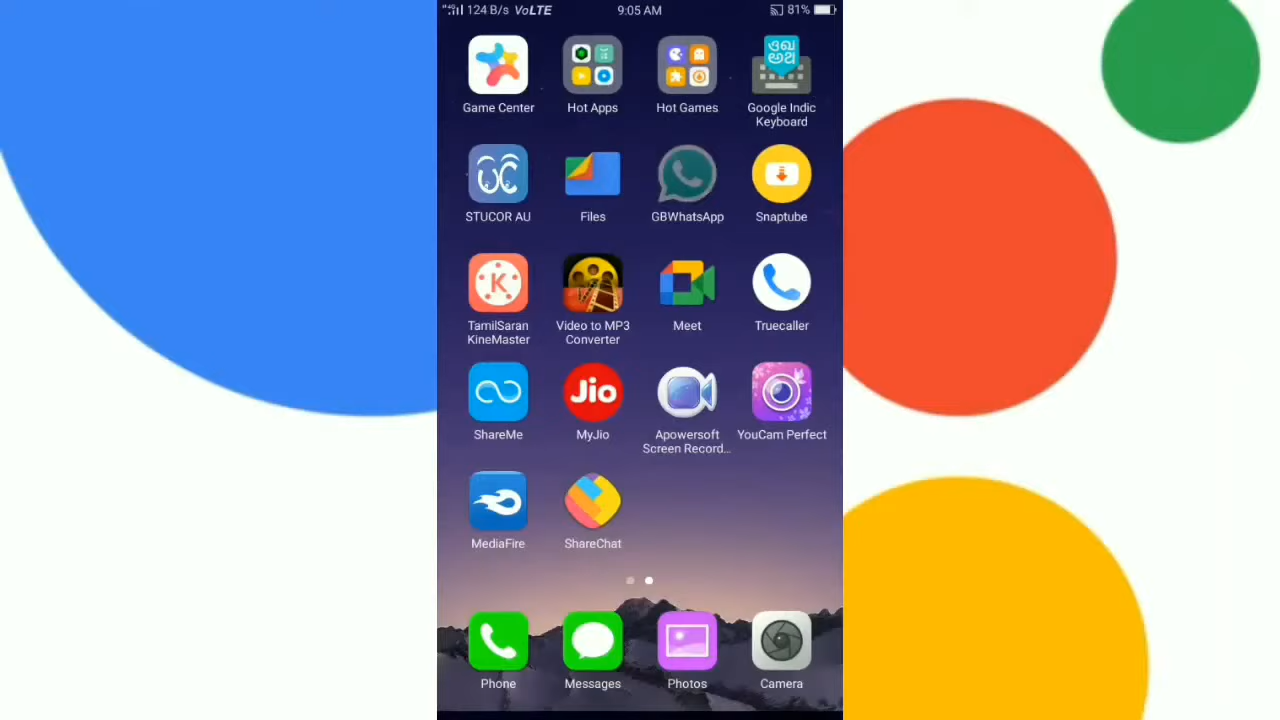 124 B/s VoLTE
9:05 AM
81%
Game Center
Hot Apps
Hot Games
Google Indic
Keyboard
STUCOR AU
Files
GBWhatsApp
Snaptube
TamilSaran
KineMaster
Video to MP3
Converter
Meet
Truecaller
Jio
ShareMe
MyJio
Apowersoft
Screen Record...
YouCam Perfect
MediaFire
ShareChat
Phone
Messages
Photos
Camera